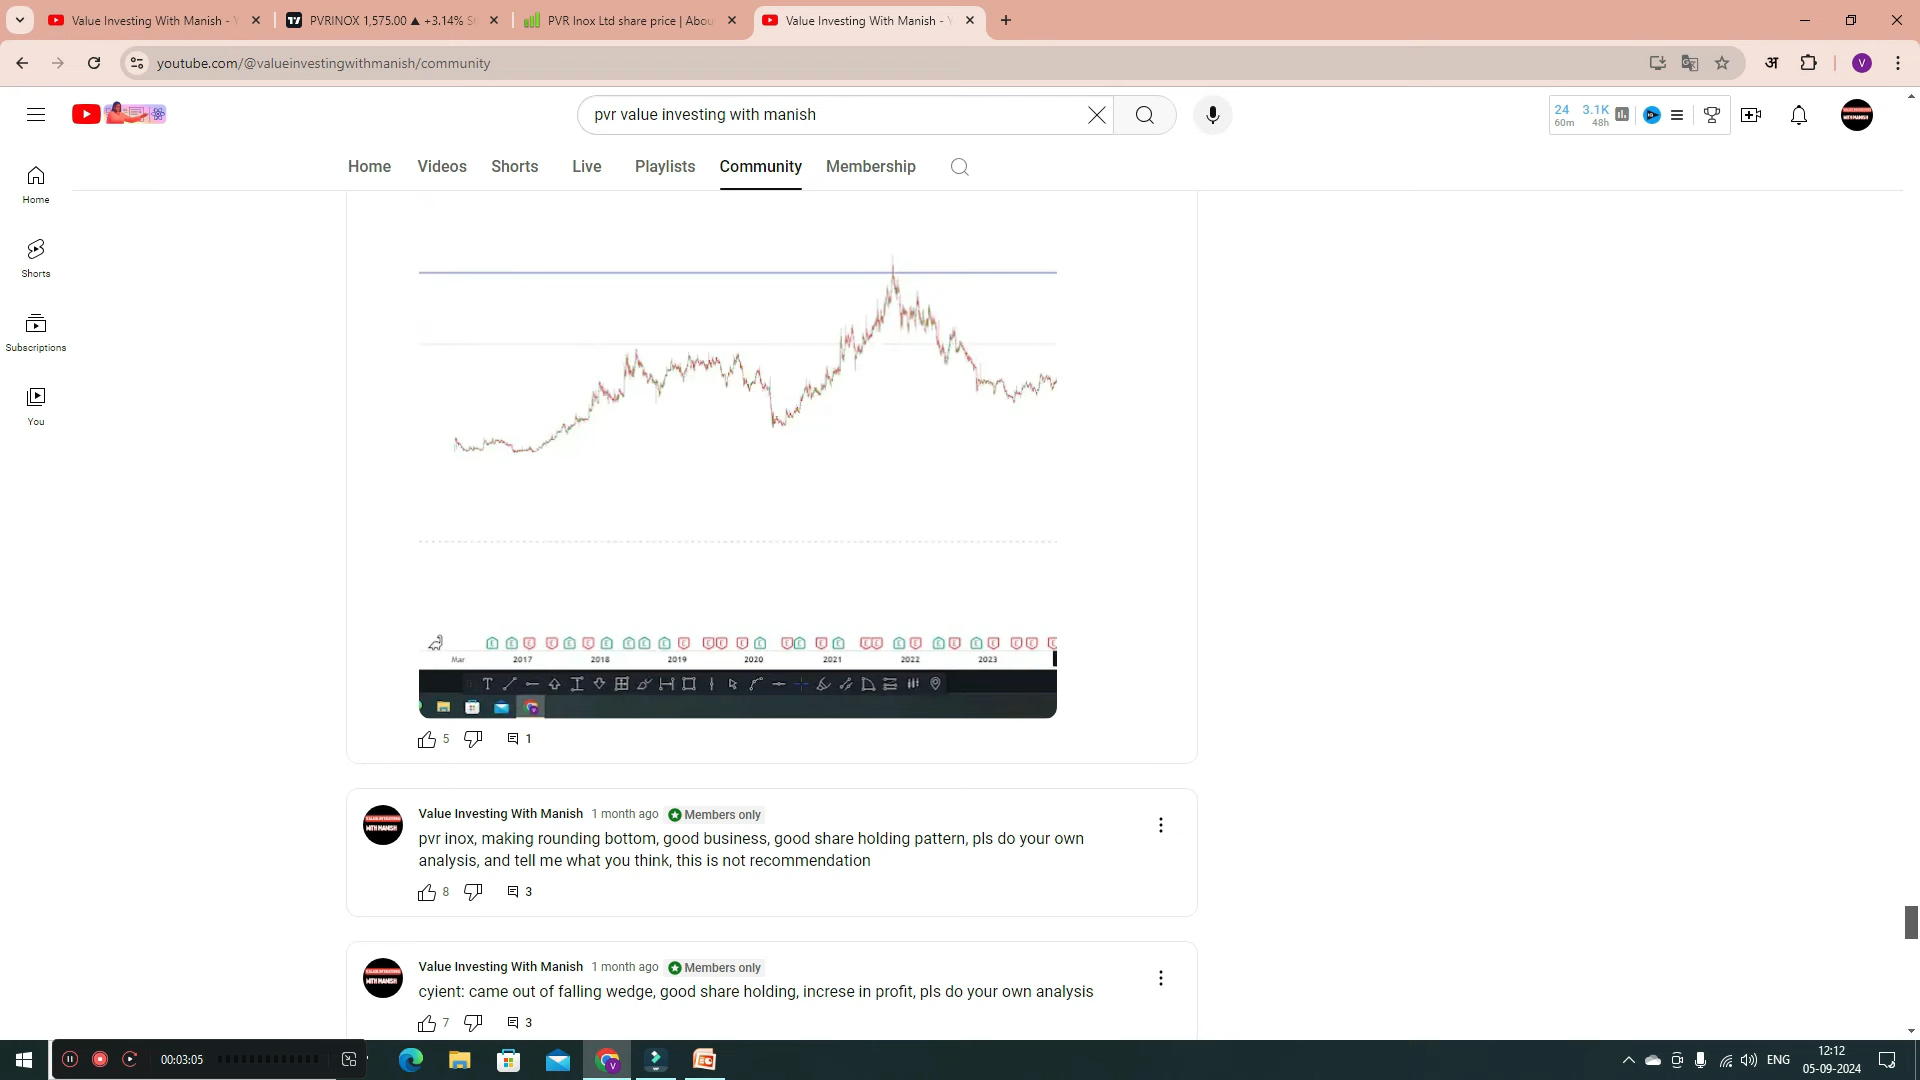 Value Investing With Manish - Y
PVRINOX 1,575.00 ▲ +3.14% S
PVR Inox Ltd share price | Abou
Value Investing With Manish - Y
youtube.com/@valueinvestingwithmanish/community
अ
V
pvr value investing with manish
24 3.1K
60m 48h
Home Videos Shorts Live Playlists Community Membership
Home
Shorts
Subscriptions
You
Mar 2017 2018 2019 2020 2021 2022 2023
5 1
Value Investing With Manish 1 month ago Members only
pvr inox, making rounding bottom, good business, good share holding pattern, pls do your own
analysis, and tell me what you think, this is not recommendation
8 3
Value Investing With Manish 1 month ago Members only
cyient: came out of falling wedge, good share holding, increse in profit, pls do your own analysis
7 3
00:03:05
ENG
12:12
05-09-2024